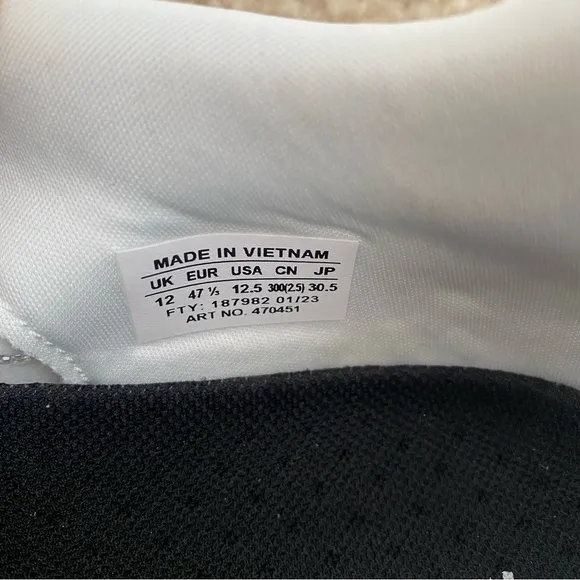 MADE IN VIETNAM
UK EUR USA CN JP
12 47 ⅓ 12.5 300(2.5) 30.5
FTY: 187982 01/23
ART NO. 470451